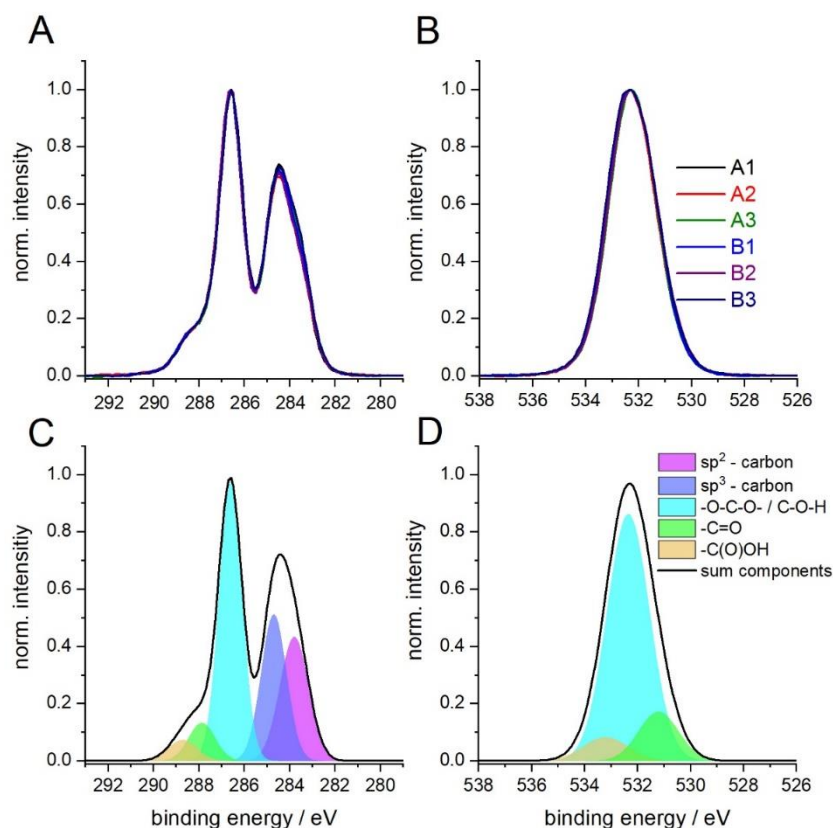 A
B
norm. intensity
1.0
0.8
0.6
0.4
0.2
0.0
292 290 288 286 284 282 280
norm. intensity
1.0
0.8
0.6
0.4
0.2
0.0
538 536 534 532 530 528 526
A1
A2
A3
B1
B2
B3
C
D
norm. intensitiy
1.0
0.8
0.6
0.4
0.2
0.0
292 290 288 286 284 282 280
binding energy / eV
norm. intensity
1.0
0.8
0.6
0.4
0.2
0.0
538 536 534 532 530 528 526
binding energy / eV
sp² - carbon
sp³ - carbon
-O-C-O- / C-O-H
-C=O
-C(O)OH
sum components